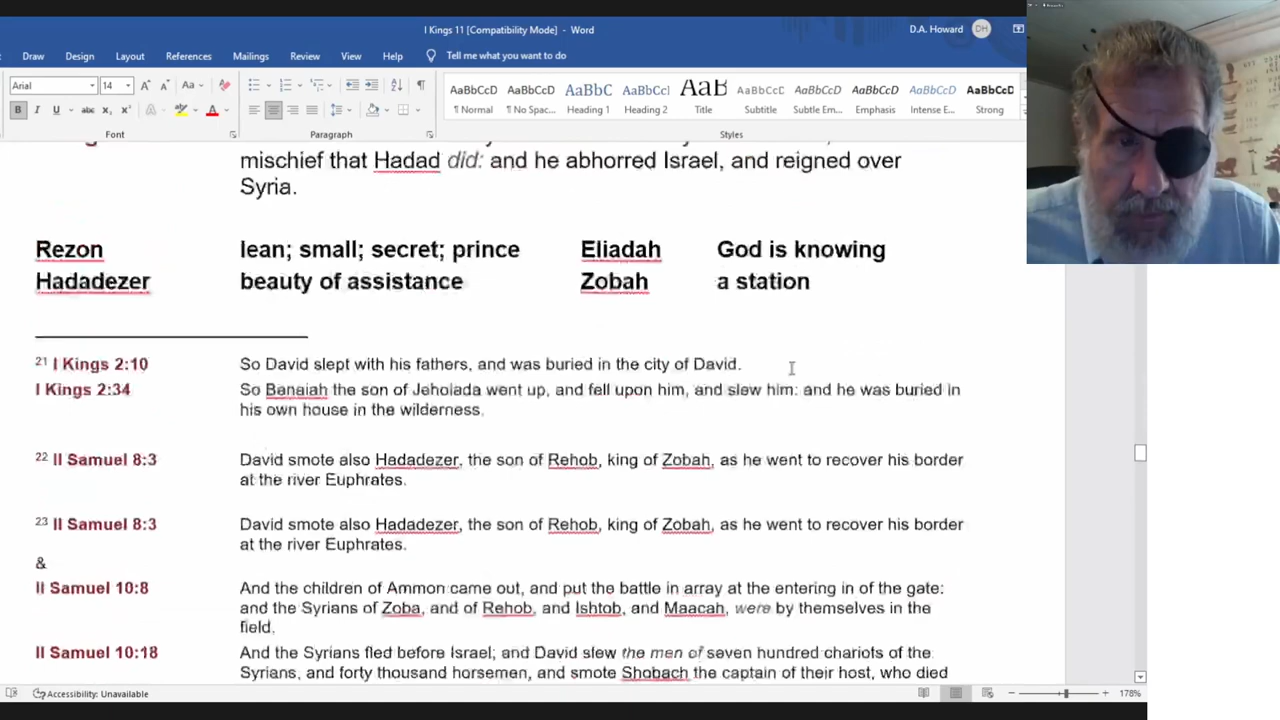 I Kings 11 [Compatibility Mode] - Word
D.A. Howard
DH
Draw Design Layout References Mailings Review View Help Tell me what you want to do
Arial 14
AaBbCcD AaBbCcD AaBbC AaBbCc AaB AaBbCcD AaBbCcD AaBbCcD AaBbCcD AaBbCc
¶ Normal ¶ No Spac... Heading 1 Heading 2 Title Subtitle Subtle Em... Emphasis Intense E... Strong
Font Paragraph Styles
mischief that Hadad did: and he abhorred Israel, and reigned over
Syria.
Rezon lean; small; secret; prince Eliadah God is knowing
Hadadezer beauty of assistance Zobah a station
21 I Kings 2:10 So David slept with his fathers, and was buried in the city of David.
I Kings 2:34 So Benaiah the son of Jehoiada went up, and fell upon him, and slew him: and he was buried in
his own house in the wilderness.
22 II Samuel 8:3 David smote also Hadadezer, the son of Rehob, king of Zobah, as he went to recover his border
at the river Euphrates.
23 II Samuel 8:3 David smote also Hadadezer, the son of Rehob, king of Zobah, as he went to recover his border
at the river Euphrates.
&
II Samuel 10:8 And the children of Ammon came out, and put the battle in array at the entering in of the gate:
and the Syrians of Zoba, and of Rehob, and Ishtob, and Maacah, were by themselves in the
field.
II Samuel 10:18 And the Syrians fled before Israel; and David slew the men of seven hundred chariots of the
Syrians, and forty thousand horsemen, and smote Shobach the captain of their host, who died
Accessibility: Unavailable
178%